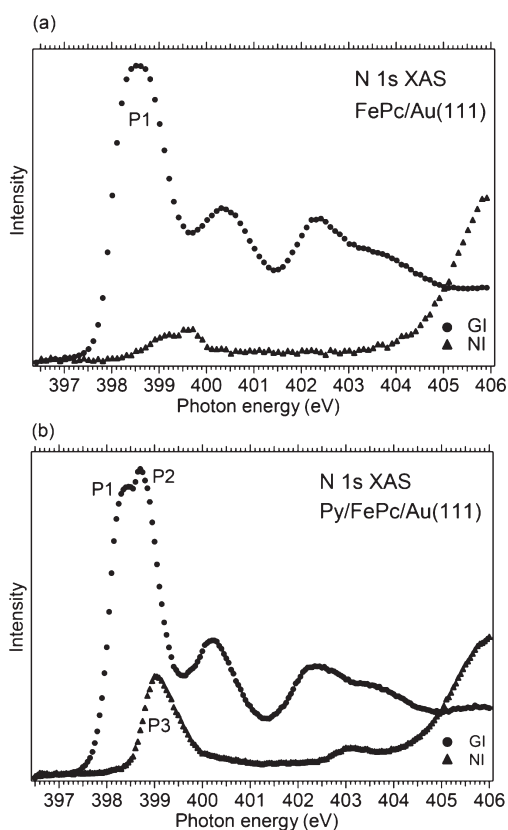 (a)
N 1s XAS
FePc/Au(111)
P1
Intensity
GI
NI
397 398 399 400 401 402 403 404 405 406
Photon energy (eV)
(b)
P1 P2
N 1s XAS
Py/FePc/Au(111)
Intensity
P3
GI
NI
397 398 399 400 401 402 403 404 405 406
Photon energy (eV)